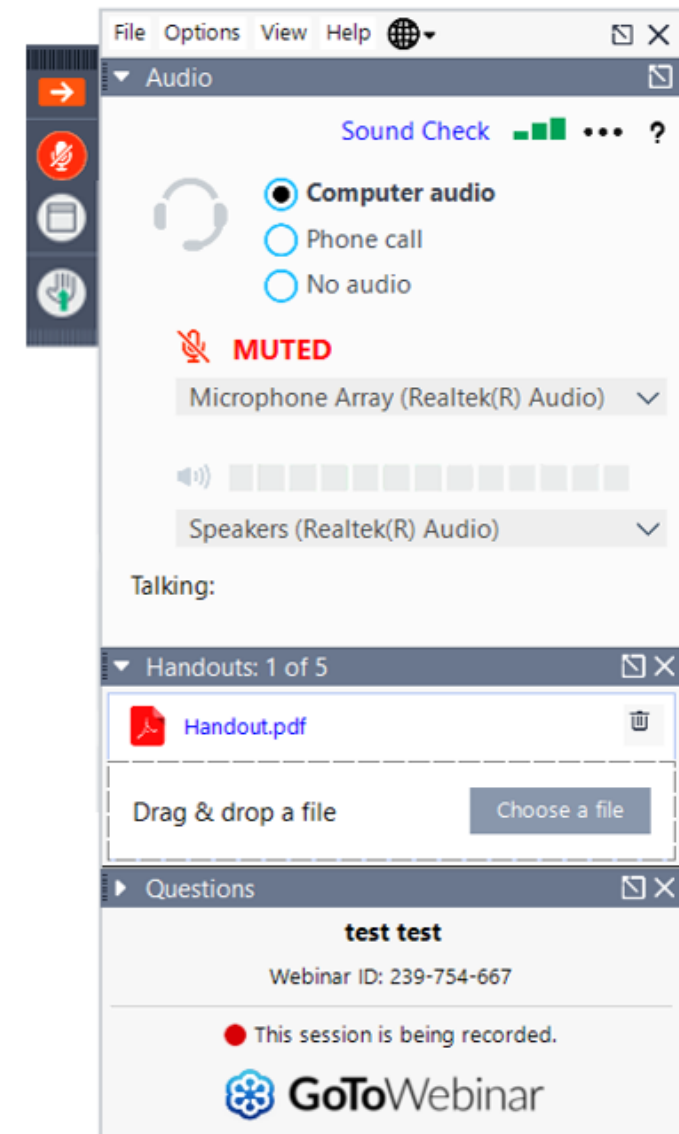 File Options View Help
Audio
Sound Check ?
Computer audio
Phone call
No audio
MUTED
Microphone Array (Realtek(R) Audio)
Speakers (Realtek(R) Audio)
Talking:
Handouts: 1 of 5
Handout.pdf
Drag & drop a file
Choose a file
Questions
test test
Webinar ID: 239-754-667
This session is being recorded.
GoToWebinar